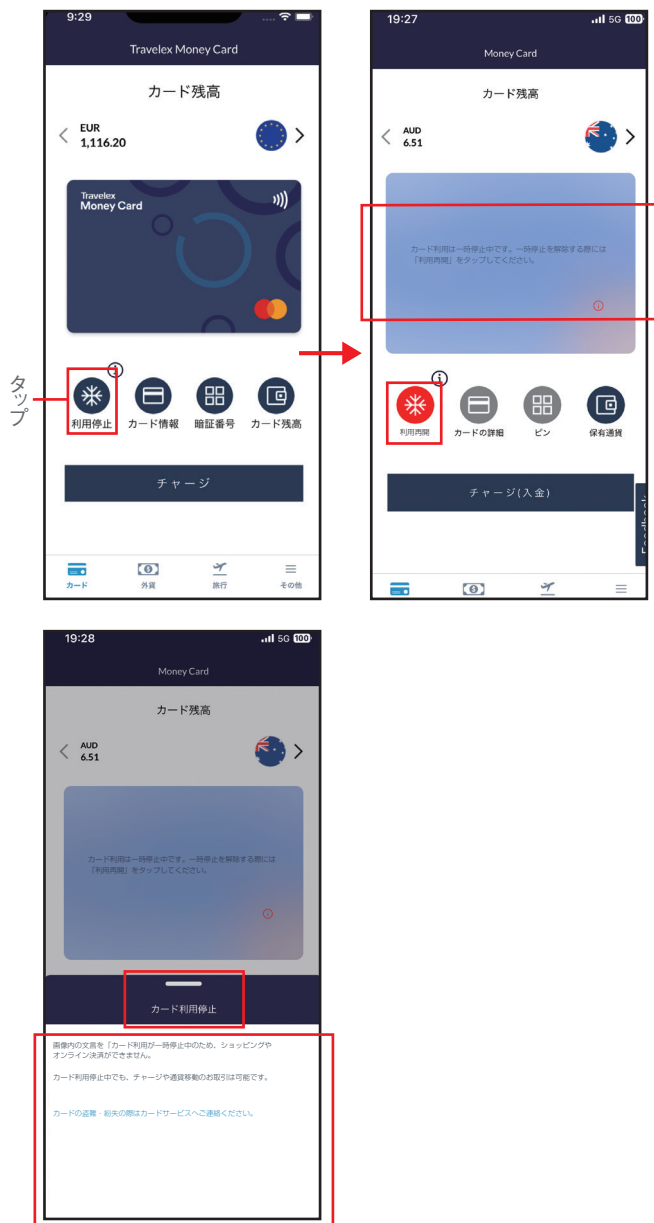 9:29
Travelex Money Card
カード残高
EUR
1,116.20
Travelex
Money Card
タップ
利用停止
カード情報
暗証番号
カード残高
チャージ
カード
外貨
旅行
その他
19:27
5G 100
Money Card
カード残高
AUD
6.51
カード利用は一時停止中です。一時停止を解除する際には
「利用再開」をタップしてください。
利用再開
カードの詳細
ピン
保有通貨
チャージ(入金)
Feedback
19:28
5G 100
Money Card
カード残高
AUD
6.51
カード利用は一時停止中です。一時停止を解除する際には
「利用再開」をタップしてください。
カード利用停止
画像内の文言を「カード利用が一時停止中のため、ショッピングや
オンライン決済ができません。
カード利用停止中でも、チャージや通貨移動のお取引は可能です。
カードの盗難・紛失の際はカードサービスへご連絡ください。